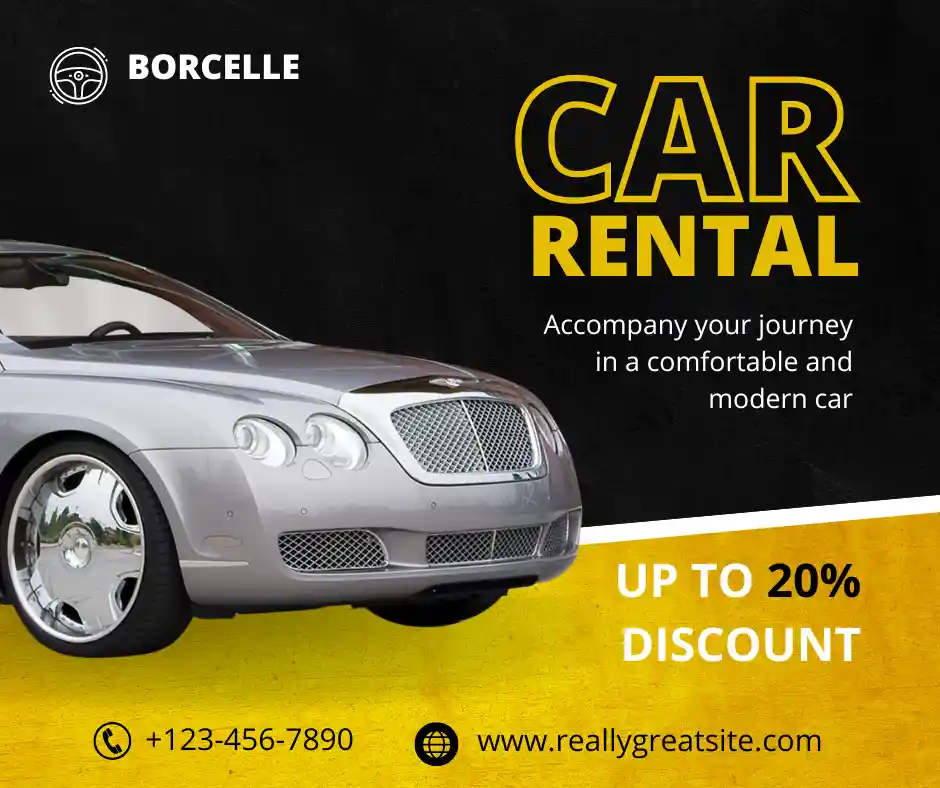 BORCELLE
CAR
RENTAL
Accompany your journey
in a comfortable and
modern car
UP TO 20%
DISCOUNT
+123-456-7890
www.reallygreatsite.com